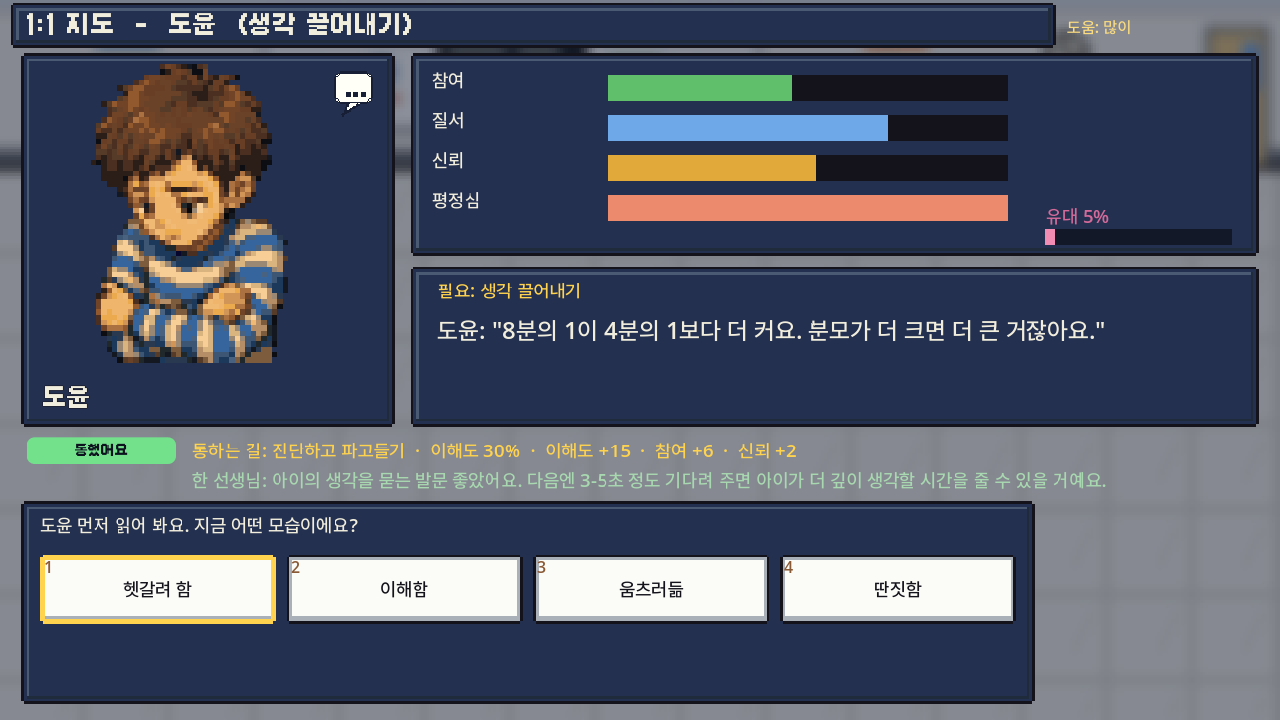 1:1 지도 - 도윤 (생각 끌어내기)
도움: 많이
...
도윤
참여
질서
신뢰
평정심
유대 5%
필요: 생각 끌어내기
도윤: "8분의 1이 4분의 1보다 더 커요. 분모가 더 크면 더 큰 거잖아요."
통했어요
통하는 길: 진단하고 파고들기 · 이해도 30% · 이해도 +15 · 참여 +6 · 신뢰 +2
한 선생님: 아이의 생각을 묻는 발문 좋았어요. 다음엔 3-5초 정도 기다려 주면 아이가 더 깊이 생각할 시간을 줄 수 있을 거예요.
도윤 먼저 읽어 봐요. 지금 어떤 모습이에요?
1 헷갈려 함
2 이해함
3 움츠러듦
4 딴짓함